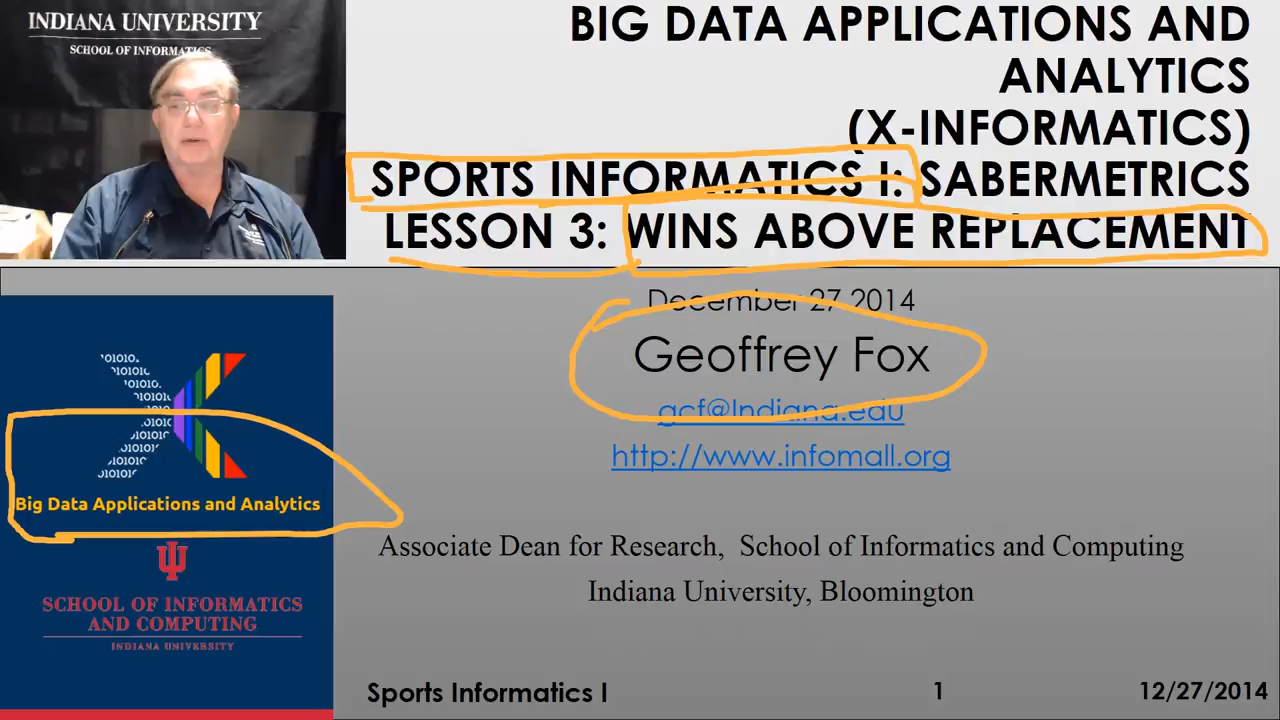 INDIANA UNIVERSITY
SCHOOL OF INFORMATICS
BIG DATA APPLICATIONS AND
ANALYTICS
(X-INFORMATICS)
SPORTS INFORMATICS I: SABERMETRICS
LESSON 3: WINS ABOVE REPLACEMENT
December 27 2014
Geoffrey Fox
gcf@Indiana.edu
http://www.infomall.org
Associate Dean for Research, School of Informatics and Computing
Indiana University, Bloomington
Big Data Applications and Analytics
SCHOOL OF INFORMATICS
AND COMPUTING
INDIANA UNIVERSITY
Sports Informatics I
1
12/27/2014